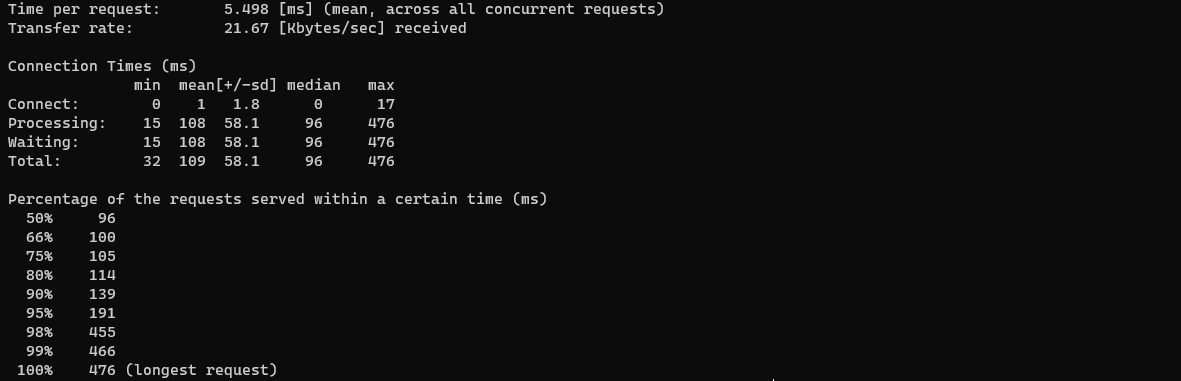 Time per request:       5.498 [ms] (mean, across all concurrent requests)
Transfer rate:          21.67 [Kbytes/sec] received

Connection Times (ms)
              min  mean[+/-sd] median   max
Connect:        0    1   1.8      0      17
Processing:    15  108  58.1     96     476
Waiting:       15  108  58.1     96     476
Total:         32  109  58.1     96     476

Percentage of the requests served within a certain time (ms)
  50%     96
  66%    100
  75%    105
  80%    114
  90%    139
  95%    191
  98%    455
  99%    466
 100%    476 (longest request)